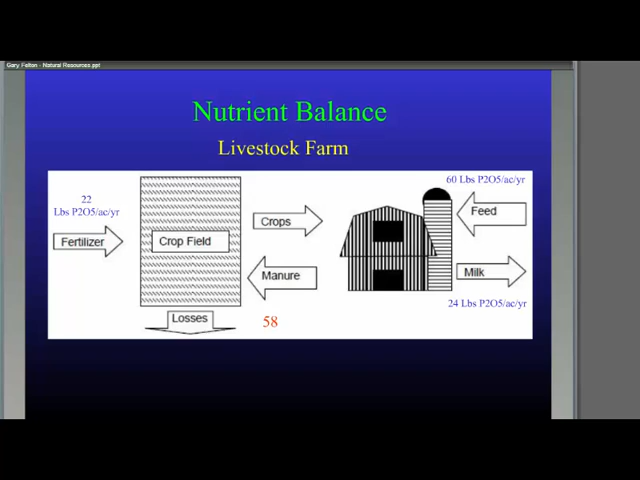 Gary Felton - Natural Resources.ppt
Nutrient Balance
Livestock Farm
60 Lbs P2O5/ac/yr
22
Lbs P2O5/ac/yr
Feed
Crops
Fertilizer
Crop Field
Manure
Milk
24 Lbs P2O5/ac/yr
Losses
58